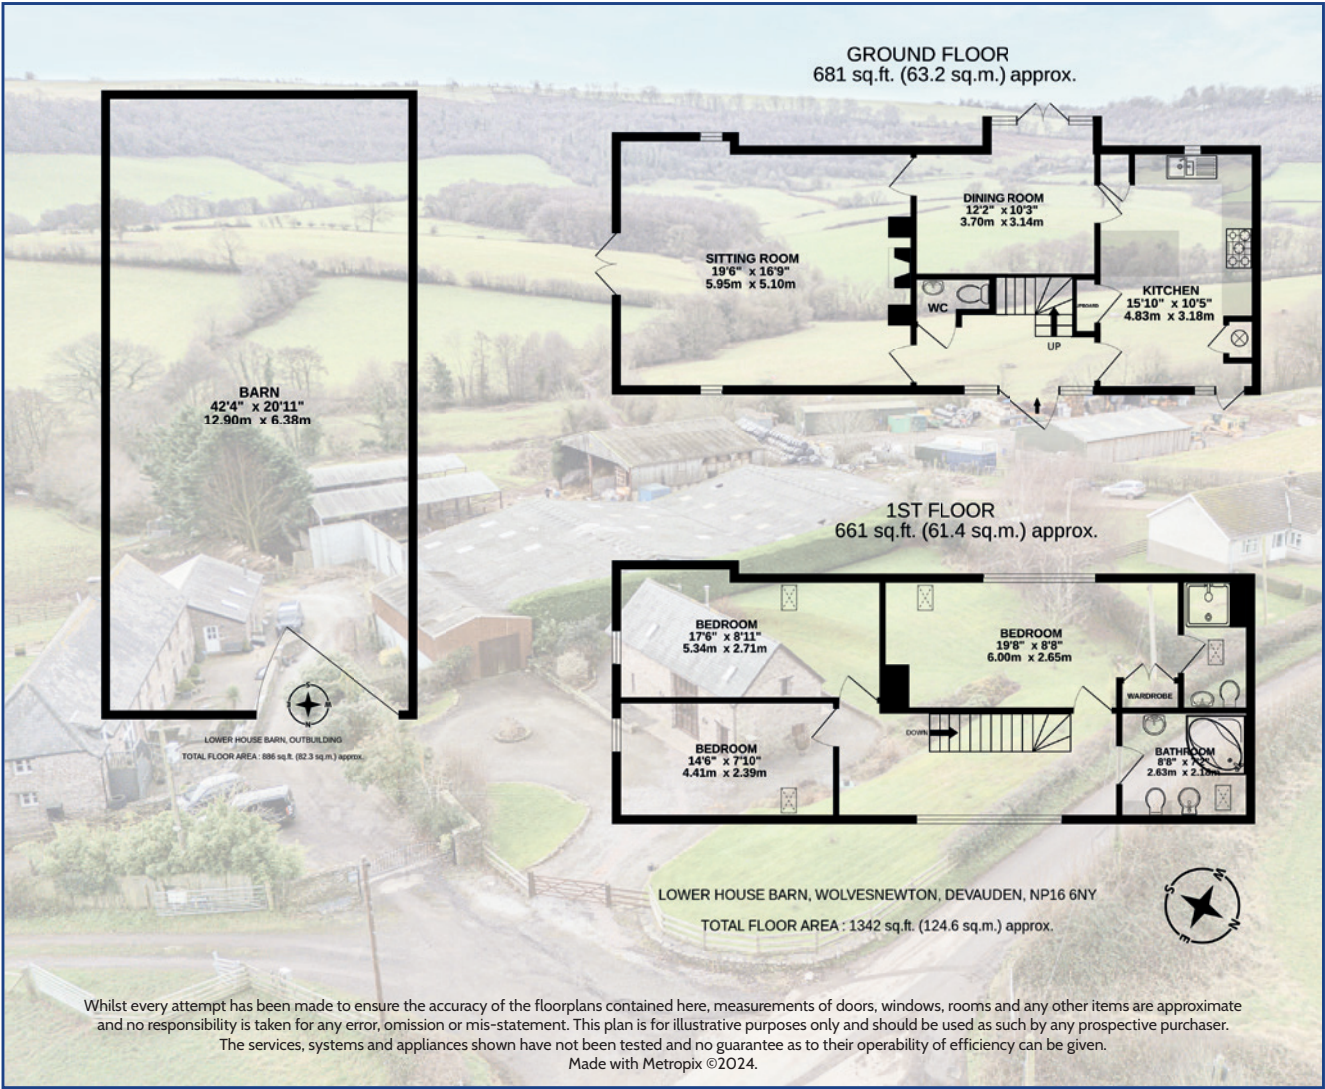 GROUND FLOOR
681 sq.ft. (63.2 sq.m.) approx.
DINING ROOM
12'2" x 10'3"
3.70m x 3.14m
SITTING ROOM
19'6" x 16'9"
5.95m x 5.10m
WC
KITCHEN
15'10" x 10'5"
4.83m x 3.18m
UP
BARN
42'4" x 20'11"
12.90m x 6.38m
LOWER HOUSE BARN, OUTBUILDING
TOTAL FLOOR AREA : 886 sq.ft. (82.3 sq.m.) approx.
1ST FLOOR
661 sq.ft. (61.4 sq.m.) approx.
BEDROOM
17'6" x 8'11"
5.34m x 2.71m
BEDROOM
19'8" x 8'8"
6.00m x 2.65m
WARDROBE
DOWN
BEDROOM
14'6" x 7'10"
4.41m x 2.39m
BATHROOM
8'8" x 7'2"
2.63m x 2.18m
S
W
N
E
LOWER HOUSE BARN, WOLVESNEWTON, DEVAUDEN, NP16 6NY
TOTAL FLOOR AREA : 1342 sq.ft. (124.6 sq.m.) approx.
Whilst every attempt has been made to ensure the accuracy of the floorplans contained here, measurements of doors, windows, rooms and any other items are approximate
and no responsibility is taken for any error, omission or mis-statement. This plan is for illustrative purposes only and should be used as such by any prospective purchaser.
The services, systems and appliances shown have not been tested and no guarantee as to their operability of efficiency can be given.
Made with Metropix ©2024.